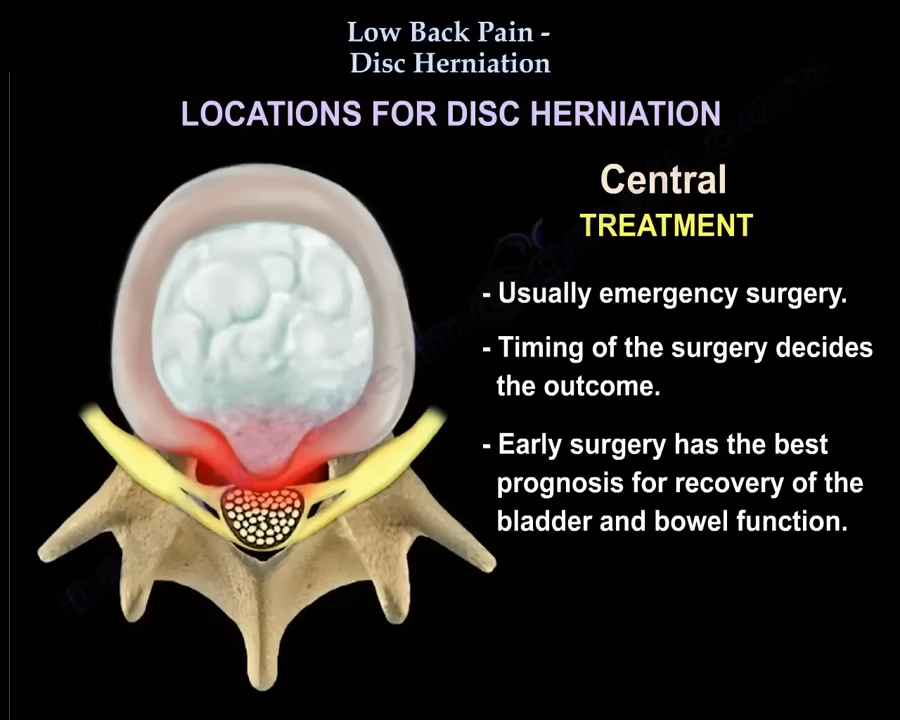 Low Back Pain -
Disc Herniation
LOCATIONS FOR DISC HERNIATION
Central
TREATMENT
- Usually emergency surgery.
- Timing of the surgery decides
the outcome.
- Early surgery has the best
prognosis for recovery of the
bladder and bowel function.